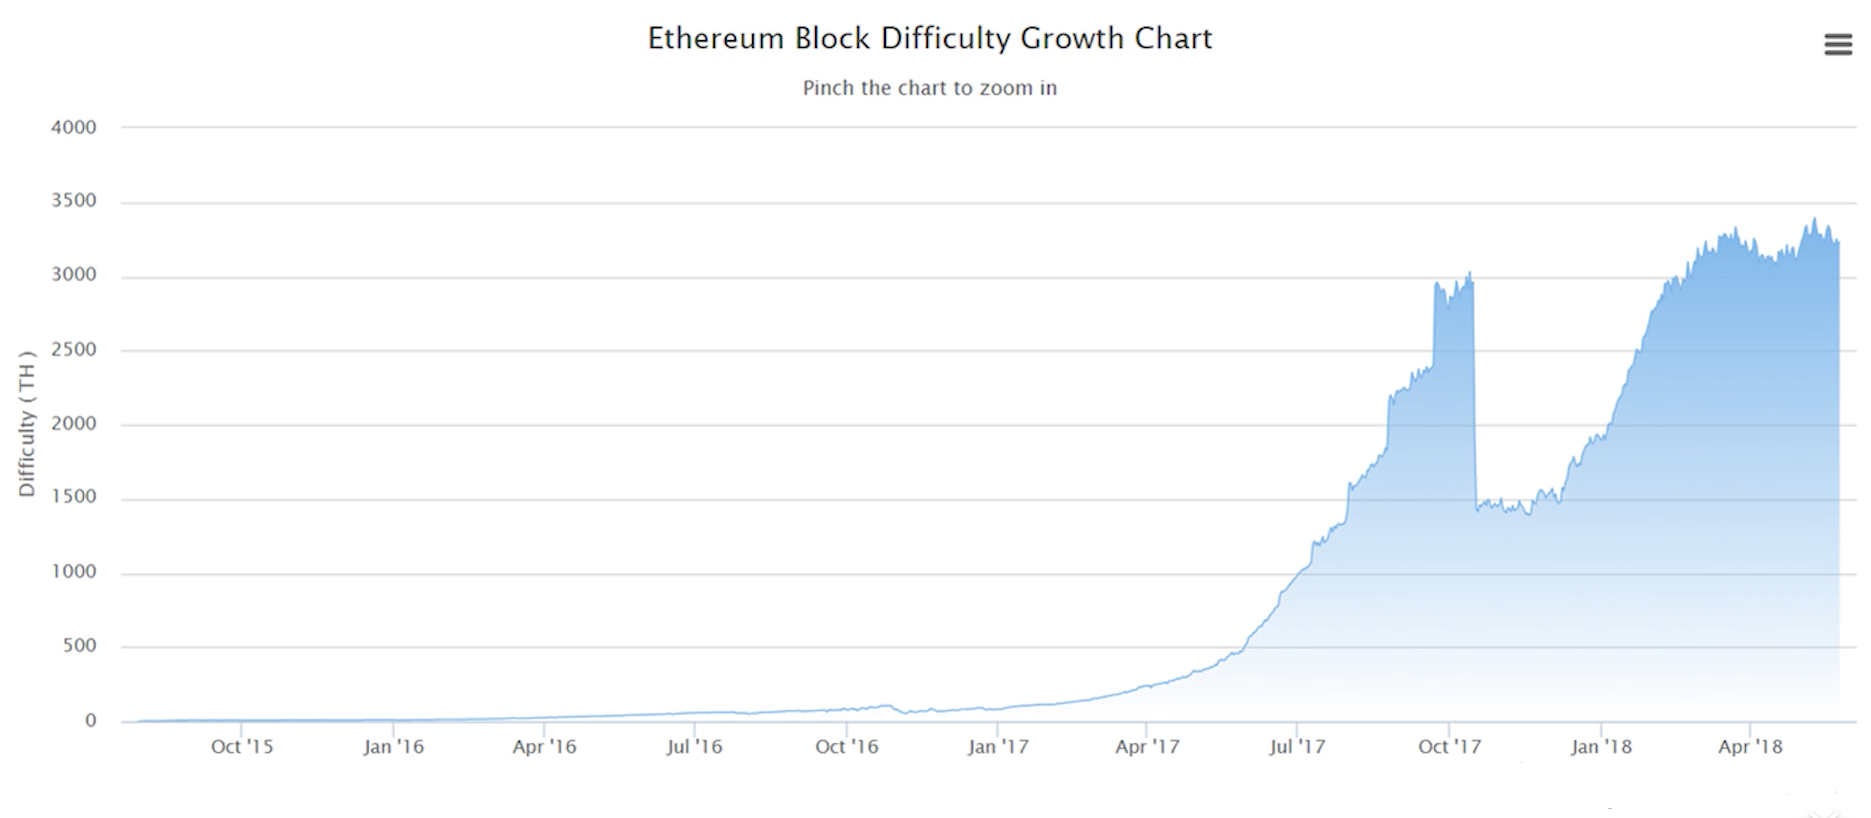 Ethereum Block Difficulty Growth Chart
Pinch the chart to zoom in
4000
3500
3000
2500
2000
1500
1000
500
0
Difficulty ( TH )
Oct '15 Jan '16 Apr '16 Jul '16 Oct '16 Jan '17 Apr '17 Jul '17 Oct '17 Jan '18 Apr '18